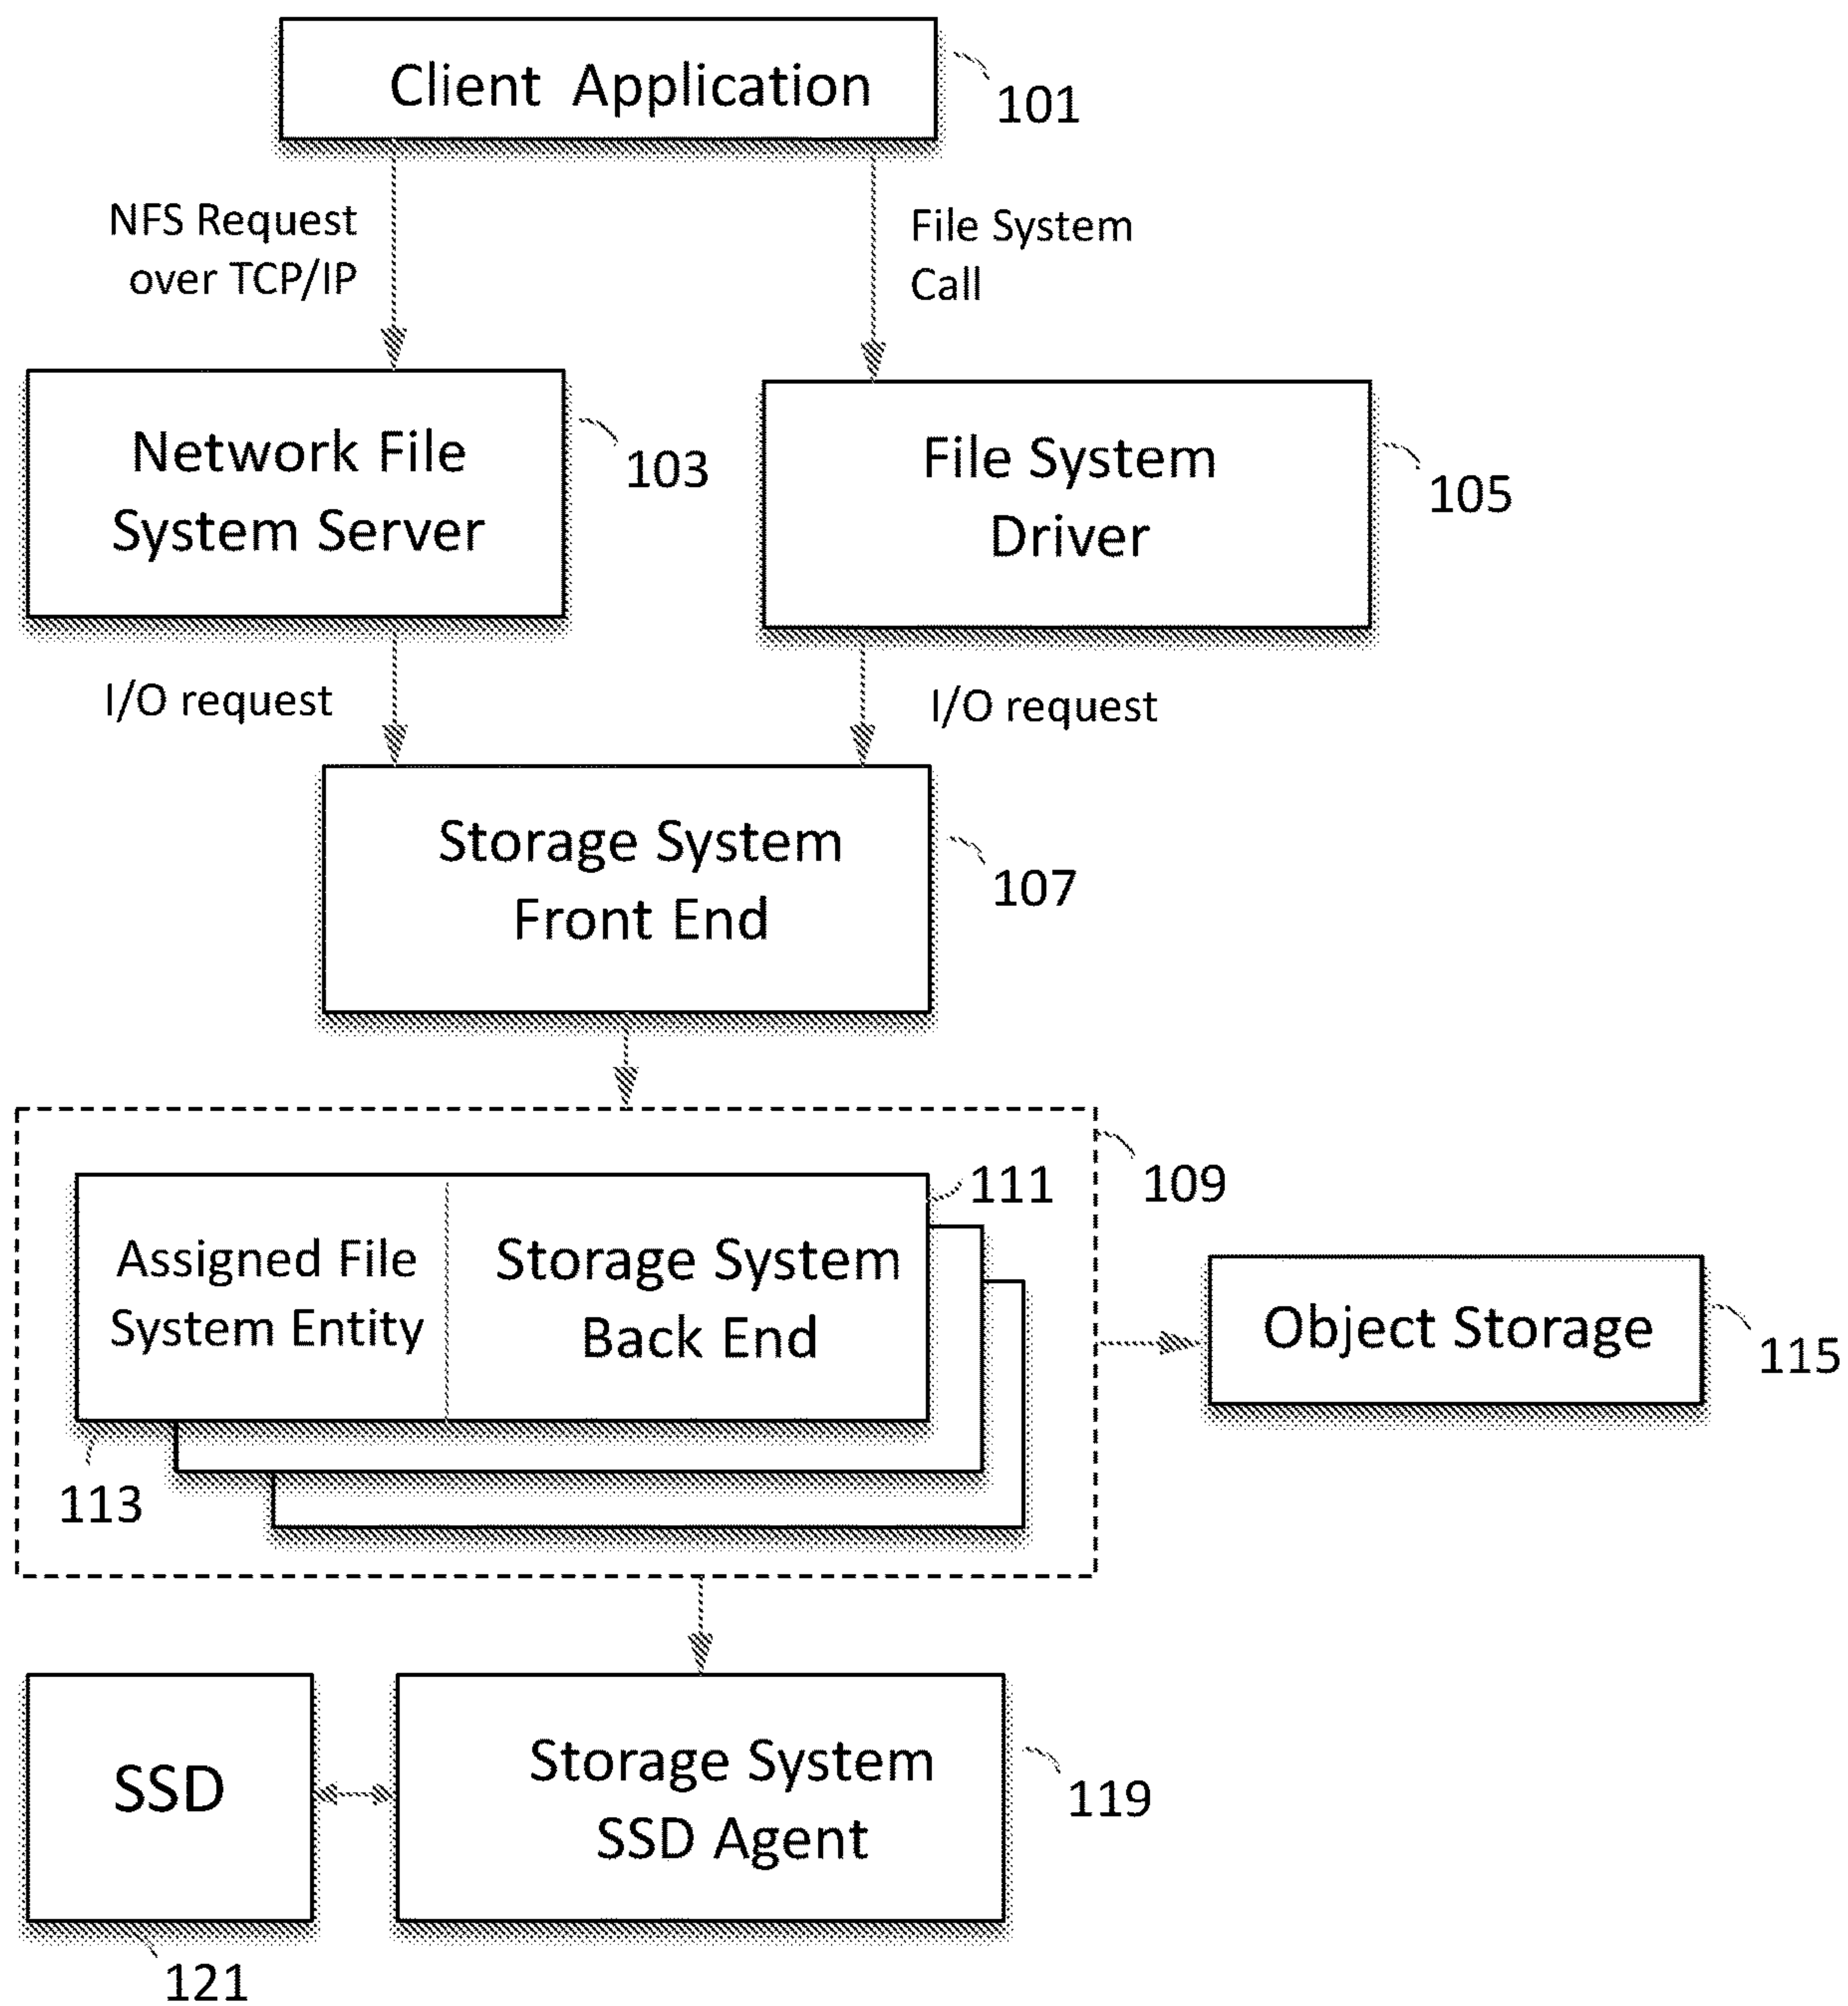 Client Application
101
NFS Request
over TCP/IP
File System
Call
Network File
System Server
103
File System
Driver
105
I/O request
I/O request
Storage System
Front End
107
109
111
Assigned File
System Entity
Storage System
Back End
113
Object Storage
115
SSD
121
Storage System
SSD Agent
119